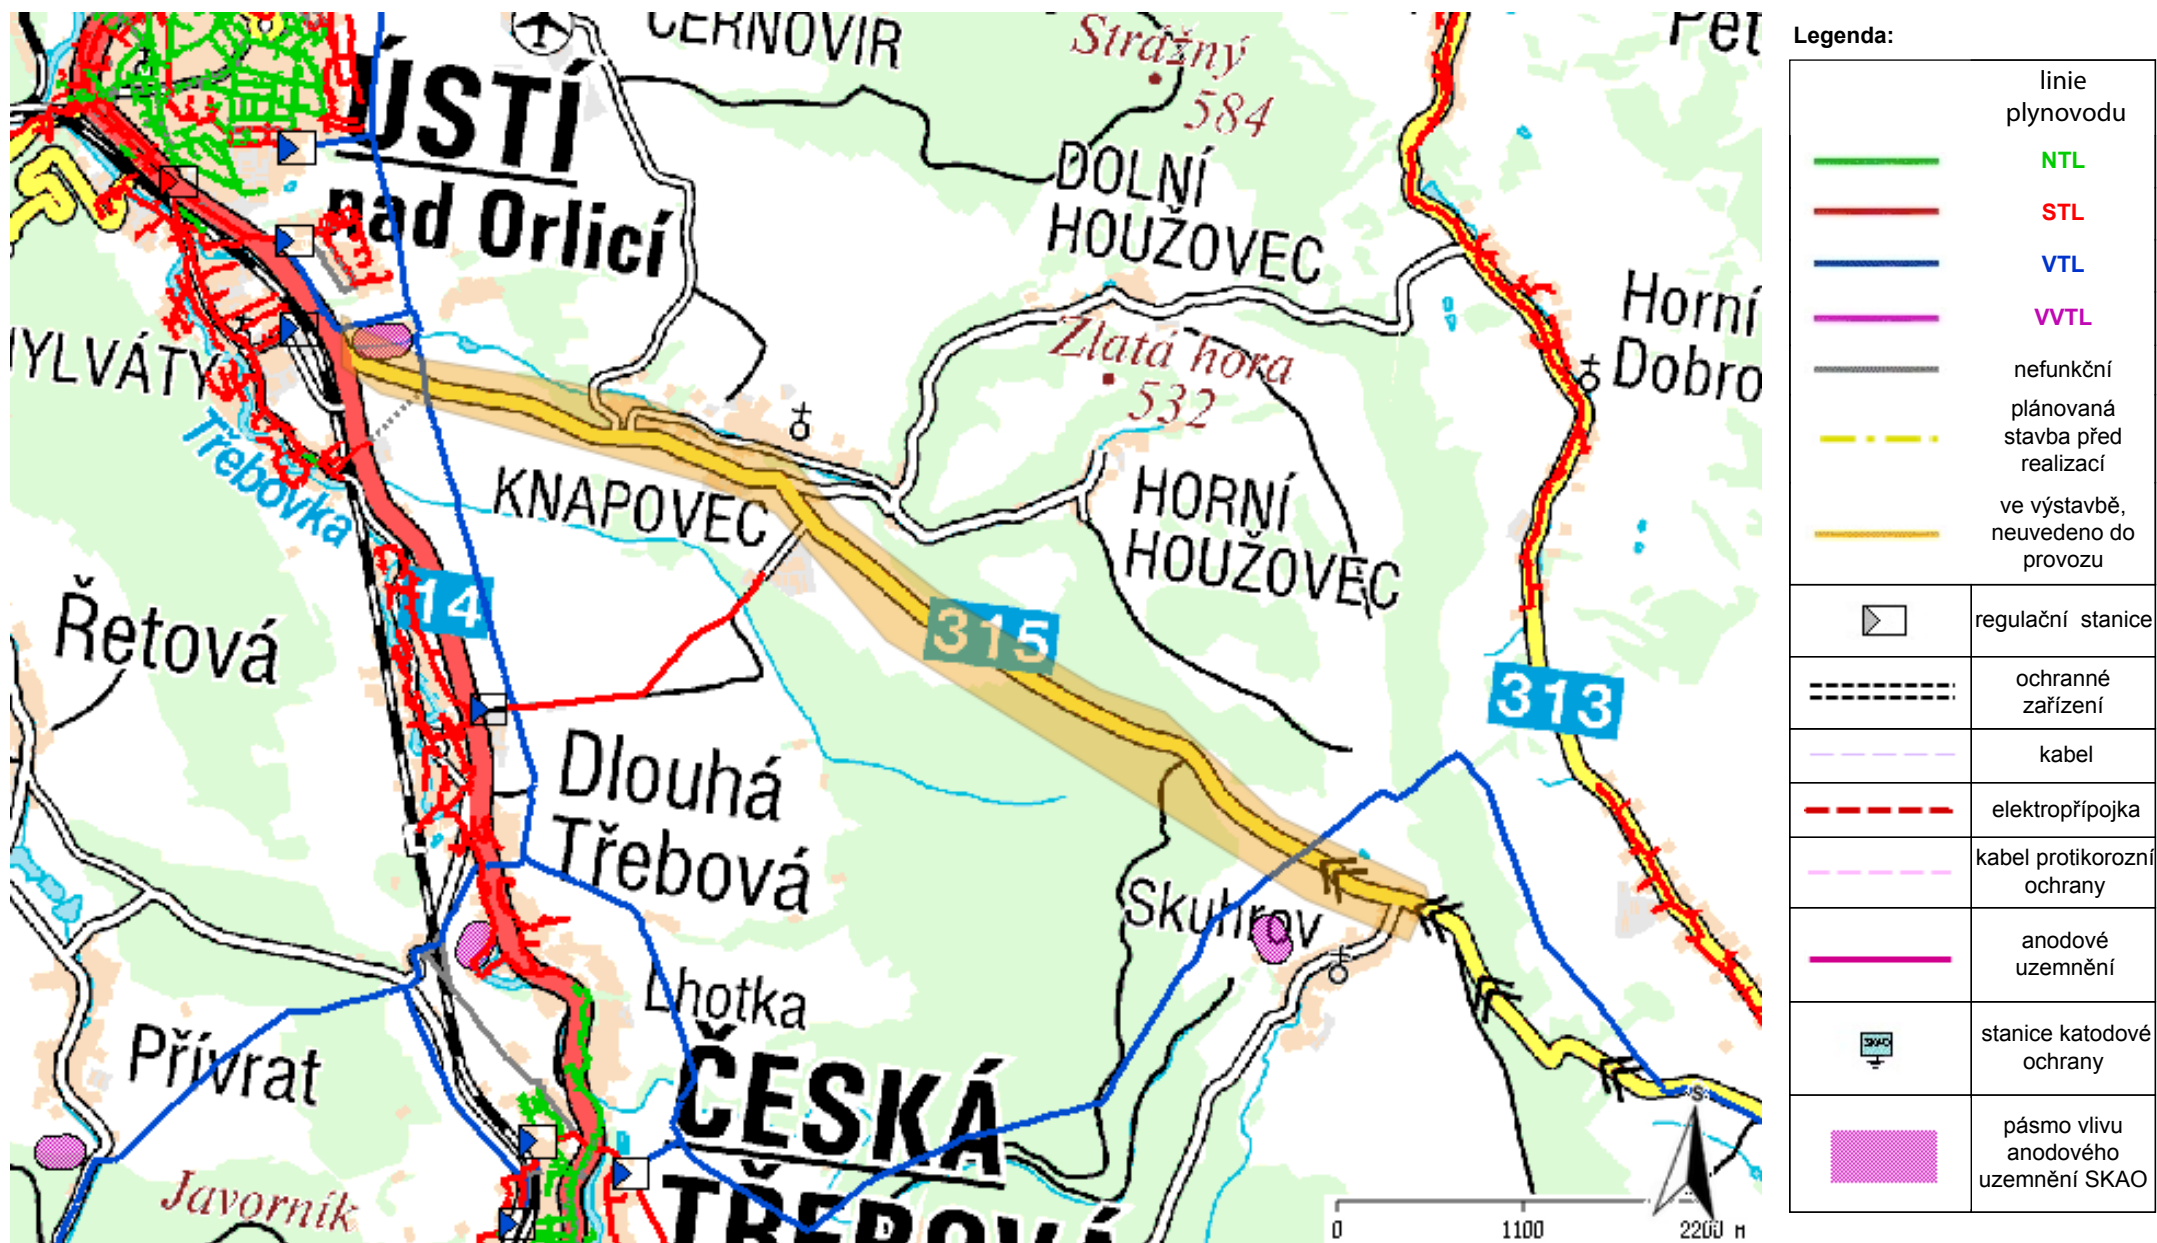 ČERNOVÍR
Strážný
584
ÚSTÍ
nad Orlicí
DOLNÍ
HOUŽOVEC
Horní
Dobro
Zlatá hora
532
Třebovka
KNAPOVEC
HORNÍ
HOUŽOVEC
14
315
313
Řetová
Dlouhá
Třebová
Skuhrov
Lhotka
Přívrat
ČESKÁ
TŘEBOVÁ
Javorník
S
0
1100
2200 M
Legenda:
linie
plynovodu
NTL
STL
VTL
VVTL
nefunkční
plánovaná
stavba před
realizací
ve výstavbě,
neuvedeno do
provozu
regulační stanice
ochranné
zařízení
kabel
elektropřípojka
kabel protikorozní
ochrany
anodové
uzemnění
SKAO
stanice katodové
ochrany
pásmo vlivu
anodového
uzemnění SKAO